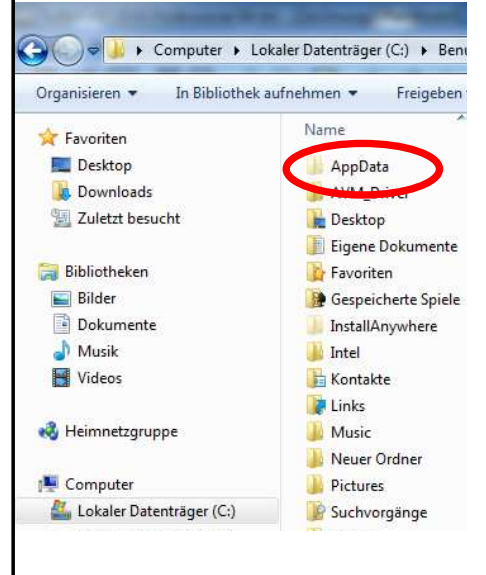 Computer ▸ Lokaler Datenträger (C:) ▸ Ben
Organisieren In Bibliothek aufnehmen Freigeben
Favoriten
Desktop
Downloads
Zuletzt besucht
Bibliotheken
Bilder
Dokumente
Musik
Videos
Heimnetzgruppe
Computer
Lokaler Datenträger (C:)
Name
AppData
AVM_Driver
Desktop
Eigene Dokumente
Favoriten
Gespeicherte Spiele
InstallAnywhere
Intel
Kontakte
Links
Music
Neuer Ordner
Pictures
Suchvorgänge